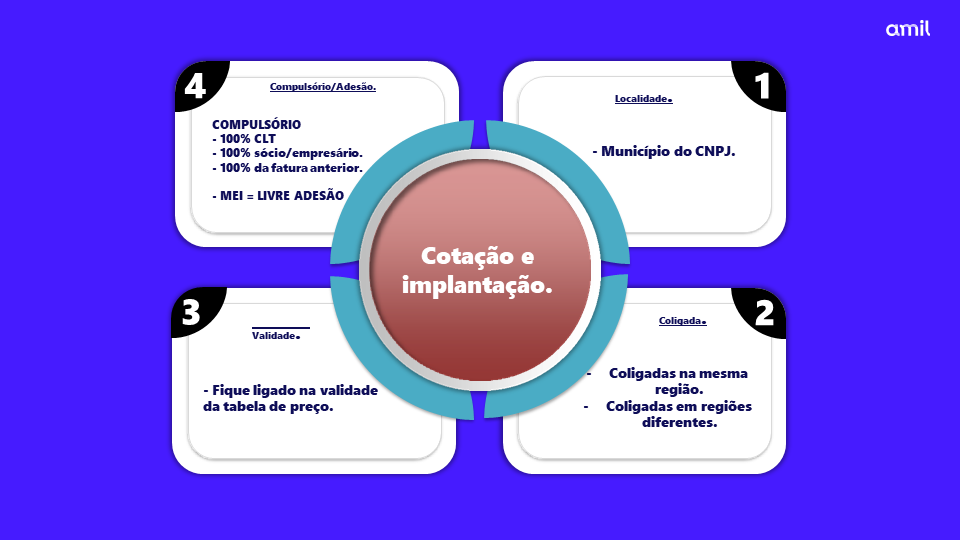 amil
4
Compulsório/Adesão.
COMPULSÓRIO
- 100% CLT
- 100% sócio/empresário.
- 100% da fatura anterior.
- MEI = LIVRE ADESÃO
1
Localidade.
- Município do CNPJ.
Cotação e
implantação.
3
Validade.
- Fique ligado na validade
da tabela de preço.
2
Coligada.
- Coligadas na mesma
região.
- Coligadas em regiões
diferentes.